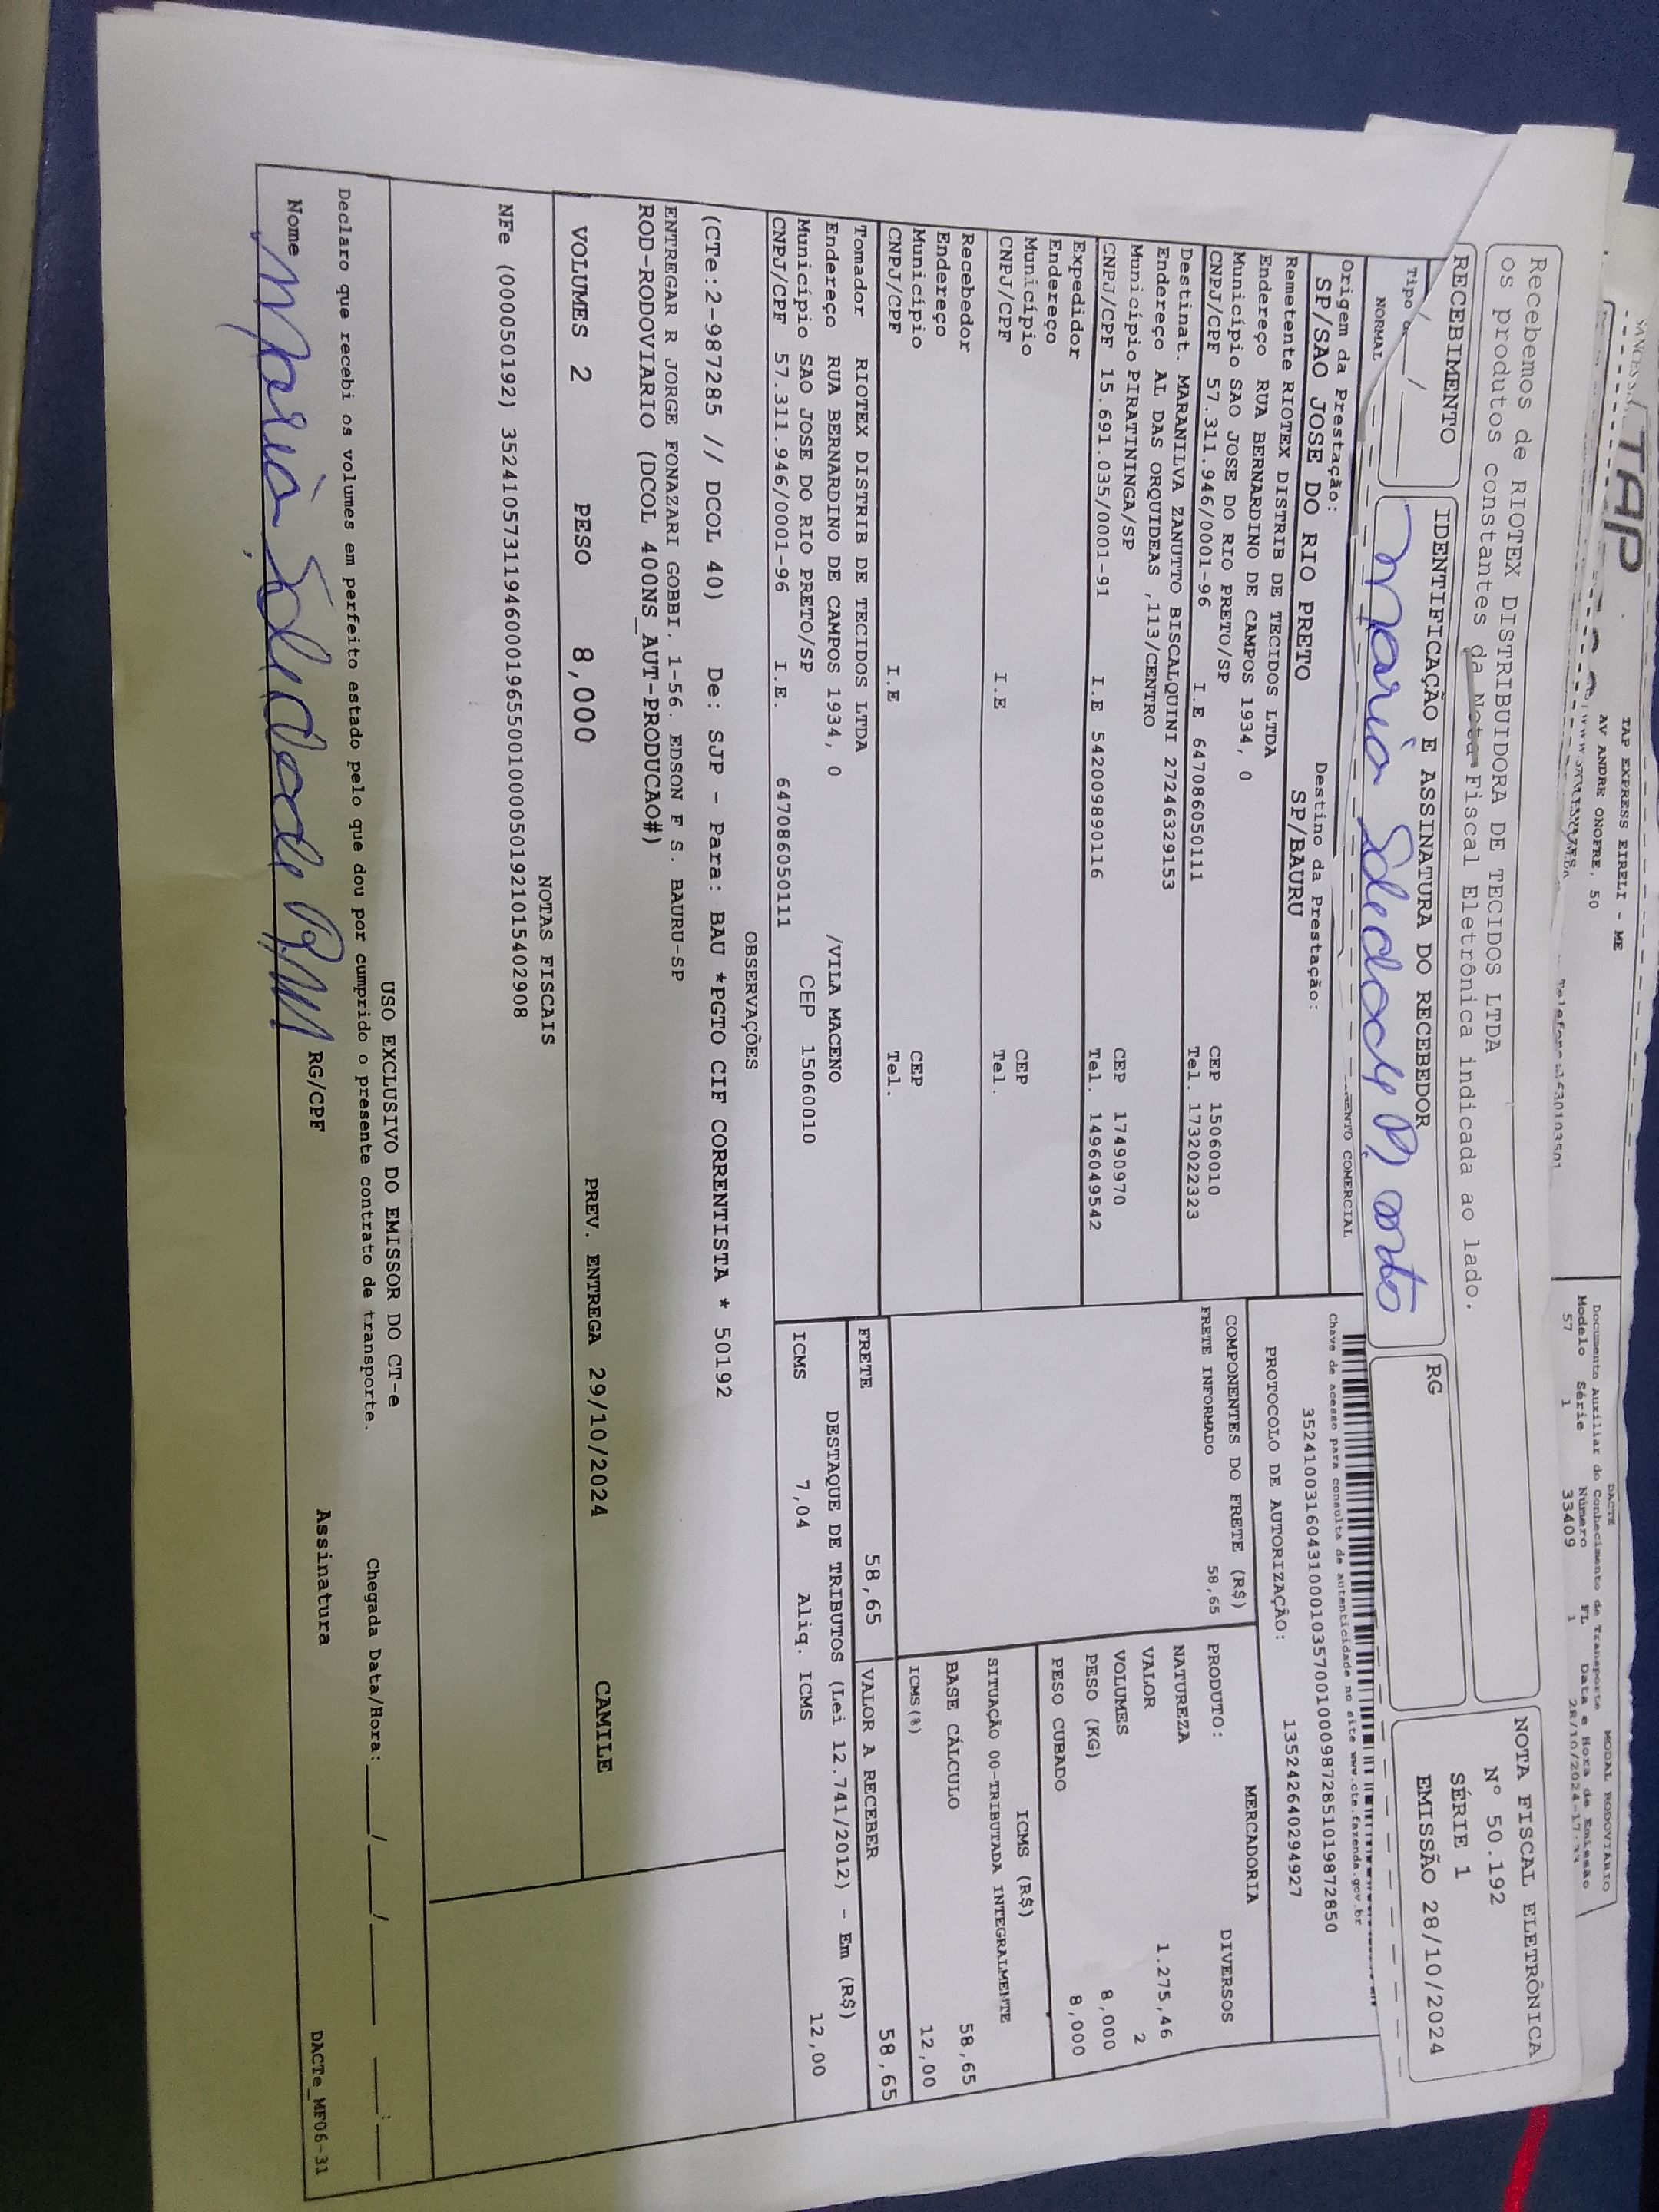 TAP
TAP EXPRESS EIRELI - ME
AV ANDRE ONOFRE, 50
DACTE
MODAL RODOVIÁRIO
Documento Auxiliar do Conhecimento de Transporte
Modelo Série Número FL Data e Hora de Emissão
57 1 33409 1 28/10/2024-17:33
Recebemos de RIOTEX DISTRIBUIDORA DE TECIDOS LTDA
os produtos constantes da Nota Fiscal Eletrônica indicada ao lado.
NOTA FISCAL ELETRÔNICA
Nº 50.192
SÉRIE 1
EMISSÃO 28/10/2024
RECEBIMENTO
IDENTIFICAÇÃO E ASSINATURA DO RECEBEDOR
RG
Maria Soledade
Tipo
NORMAL
Origem da Prestação:
SP/SAO JOSE DO RIO PRETO
Destino da Prestação:
SP/BAURU
Chave de acesso para consulta de autenticidade no site www.cte.fazenda.gov.br
35241003160431000103570010009872851019872850
PROTOCOLO DE AUTORIZAÇÃO: 135242640294927
Remetente RIOTEX DISTRIB DE TECIDOS LTDA
Endereço RUA BERNARDINO DE CAMPOS 1934, 0
Município SAO JOSE DO RIO PRETO/SP CEP 15060010
CNPJ/CPF 57.311.946/0001-96 I.E 647086050111 Tel. 1732022323
Destinat. MARANILVA ZANUTTO BISCALQUINI 27246329153
Endereço AL DAS ORQUIDEAS ,113/CENTRO
Município PIRATININGA/SP CEP 17490970
CNPJ/CPF 15.691.035/0001-91 I.E 542009890116 Tel. 1496049542
Expedidor
Endereço
Município CEP
CNPJ/CPF I.E Tel.
Recebedor
Endereço
Município CEP
CNPJ/CPF I.E Tel.
Tomador RIOTEX DISTRIB DE TECIDOS LTDA
Endereço RUA BERNARDINO DE CAMPOS 1934, 0 /VILA MACENO
Município SAO JOSE DO RIO PRETO/SP CEP 15060010
CNPJ/CPF 57.311.946/0001-96 I.E. 647086050111
COMPONENTES DO FRETE (R$)
FRETE INFORMADO 58,65
MERCADORIA
PRODUTO: DIVERSOS
NATUREZA
VALOR 1.275,46
VOLUMES 2
PESO (KG) 8,000
PESO CUBADO 8,000
ICMS (R$)
SITUAÇÃO 00-TRIBUTADA INTEGRALMENTE
BASE CÁLCULO 58,65
ICMS(%) 12,00
FRETE 58,65
VALOR A RECEBER 58,65
DESTAQUE DE TRIBUTOS (Lei 12.741/2012) - Em (R$)
ICMS 7,04 Aliq. ICMS 12,00
OBSERVAÇÕES
(CTe:2-987285 // DCOL 40) De: SJP - Para: BAU *PGTO CIF CORRENTISTA * 50192
ENTREGAR R JORGE FONAZARI GOBBI. 1-56. EDSON F S. BAURU-SP
ROD-RODOVIARIO (DCOL 400NS_AUT-PRODUCAO#)
VOLUMES 2 PESO 8,000 PREV. ENTREGA 29/10/2024 CAMILE
NOTAS FISCAIS
NFe (000050192) 35241057311946000196550010000501921015402908
USO EXCLUSIVO DO EMISSOR DO CT-e
Declaro que recebi os volumes em perfeito estado pelo que dou por cumprido o presente contrato de transporte.
Chegada Data/Hora: ___/___/_____ ___:___
Nome Maria Soledade RG/CPF Assinatura
DACTe_MF06-31